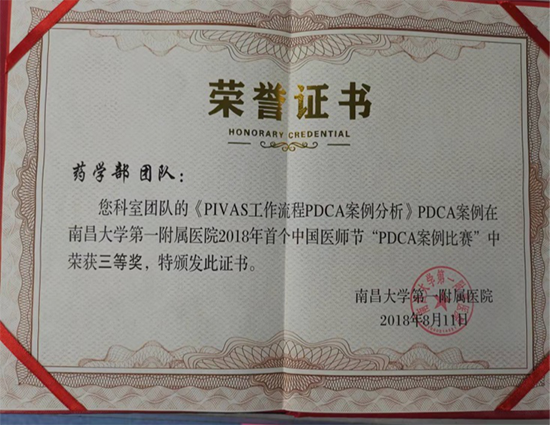 荣誉证书
HONORARY CREDENTIAL
药学部团队：
您科室团队的《PIVAS工作流程PDCA案例分析》PDCA案例在
南昌大学第一附属医院2018年首个中国医师节“PDCA案例比赛”中
荣获三等奖，特颁发此证书。
南昌大学第一附属医院
2018年8月11日